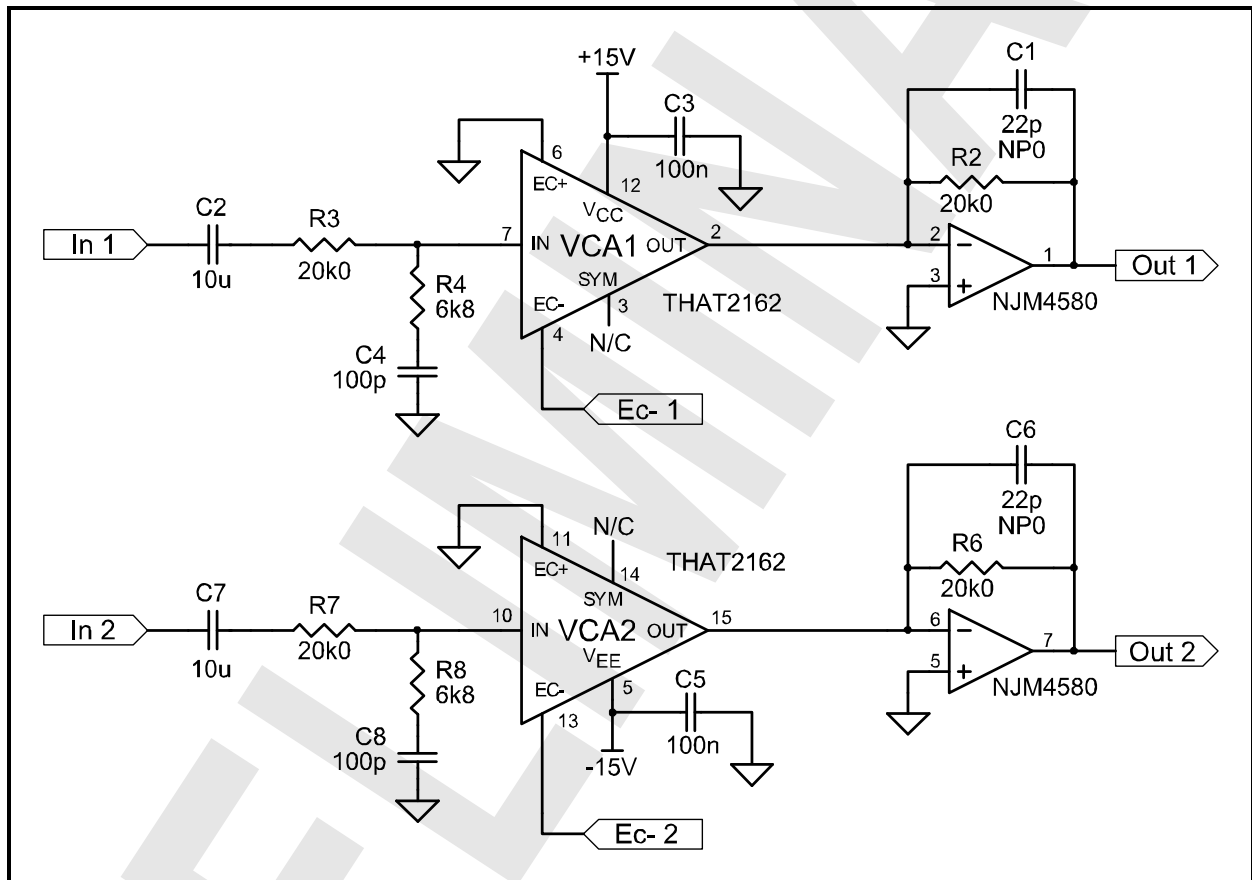 +15V
C1
22p
NP0
C3
100n
6
EC+
12
VCC
R2
20k0
C2
10u
R3
20k0
In 1
7
IN
VCA1
OUT
2
2
−
3
+
1
Out 1
NJM4580
R4
6k8
SYM
3
N/C
EC-
4
THAT2162
C4
100p
Ec- 1
C6
22p
NP0
N/C
11
EC+
14
SYM
THAT2162
R6
20k0
C7
10u
R7
20k0
In 2
10
IN
VCA2
OUT
15
6
−
5
+
7
Out 2
NJM4580
R8
6k8
VEE
5
EC-
13
C5
100n
-15V
C8
100p
Ec- 2